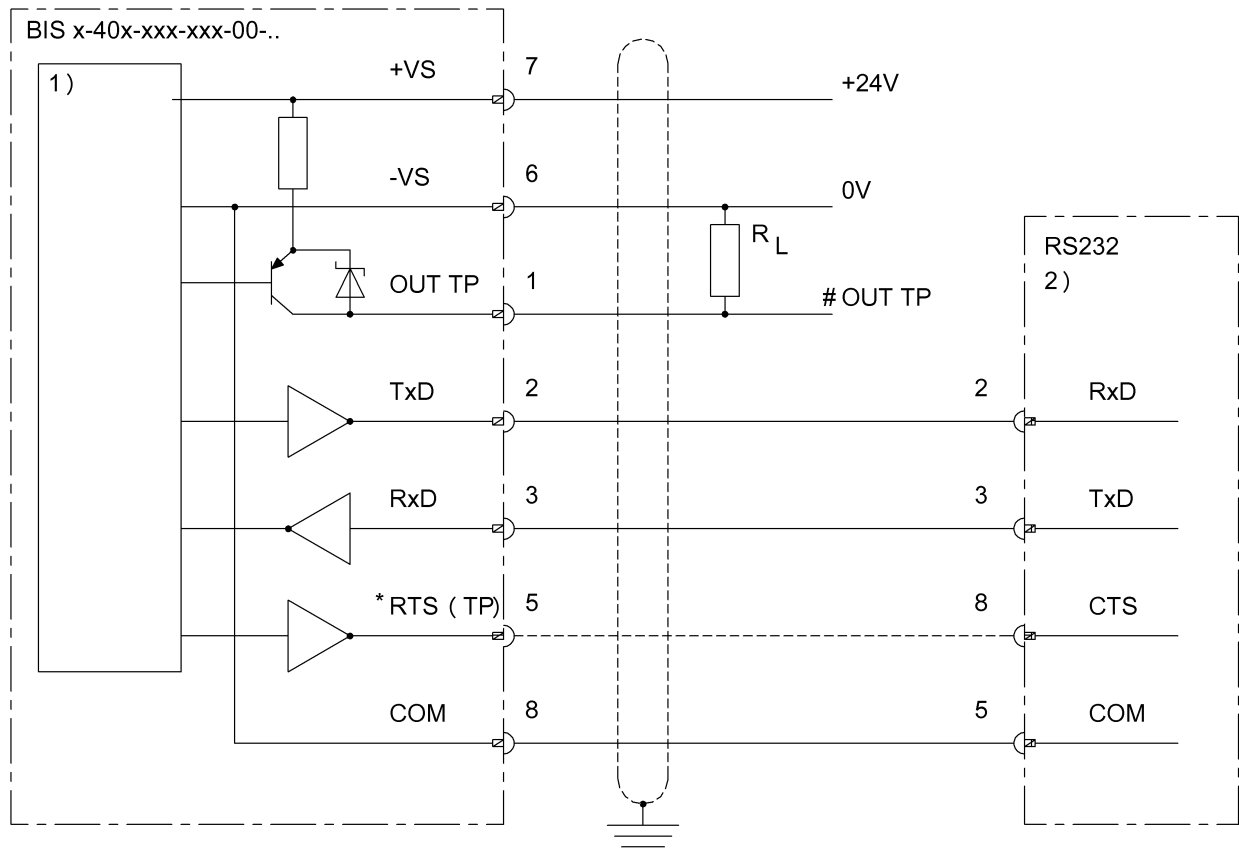 BIS x-40x-xxx-xxx-00-..
1)
+VS 7 +24V
-VS 6 0V
R L
RS232
2)
OUT TP 1 # OUT TP
TxD 2 2 RxD
RxD 3 3 TxD
*RTS (TP) 5 8 CTS
COM 8 5 COM